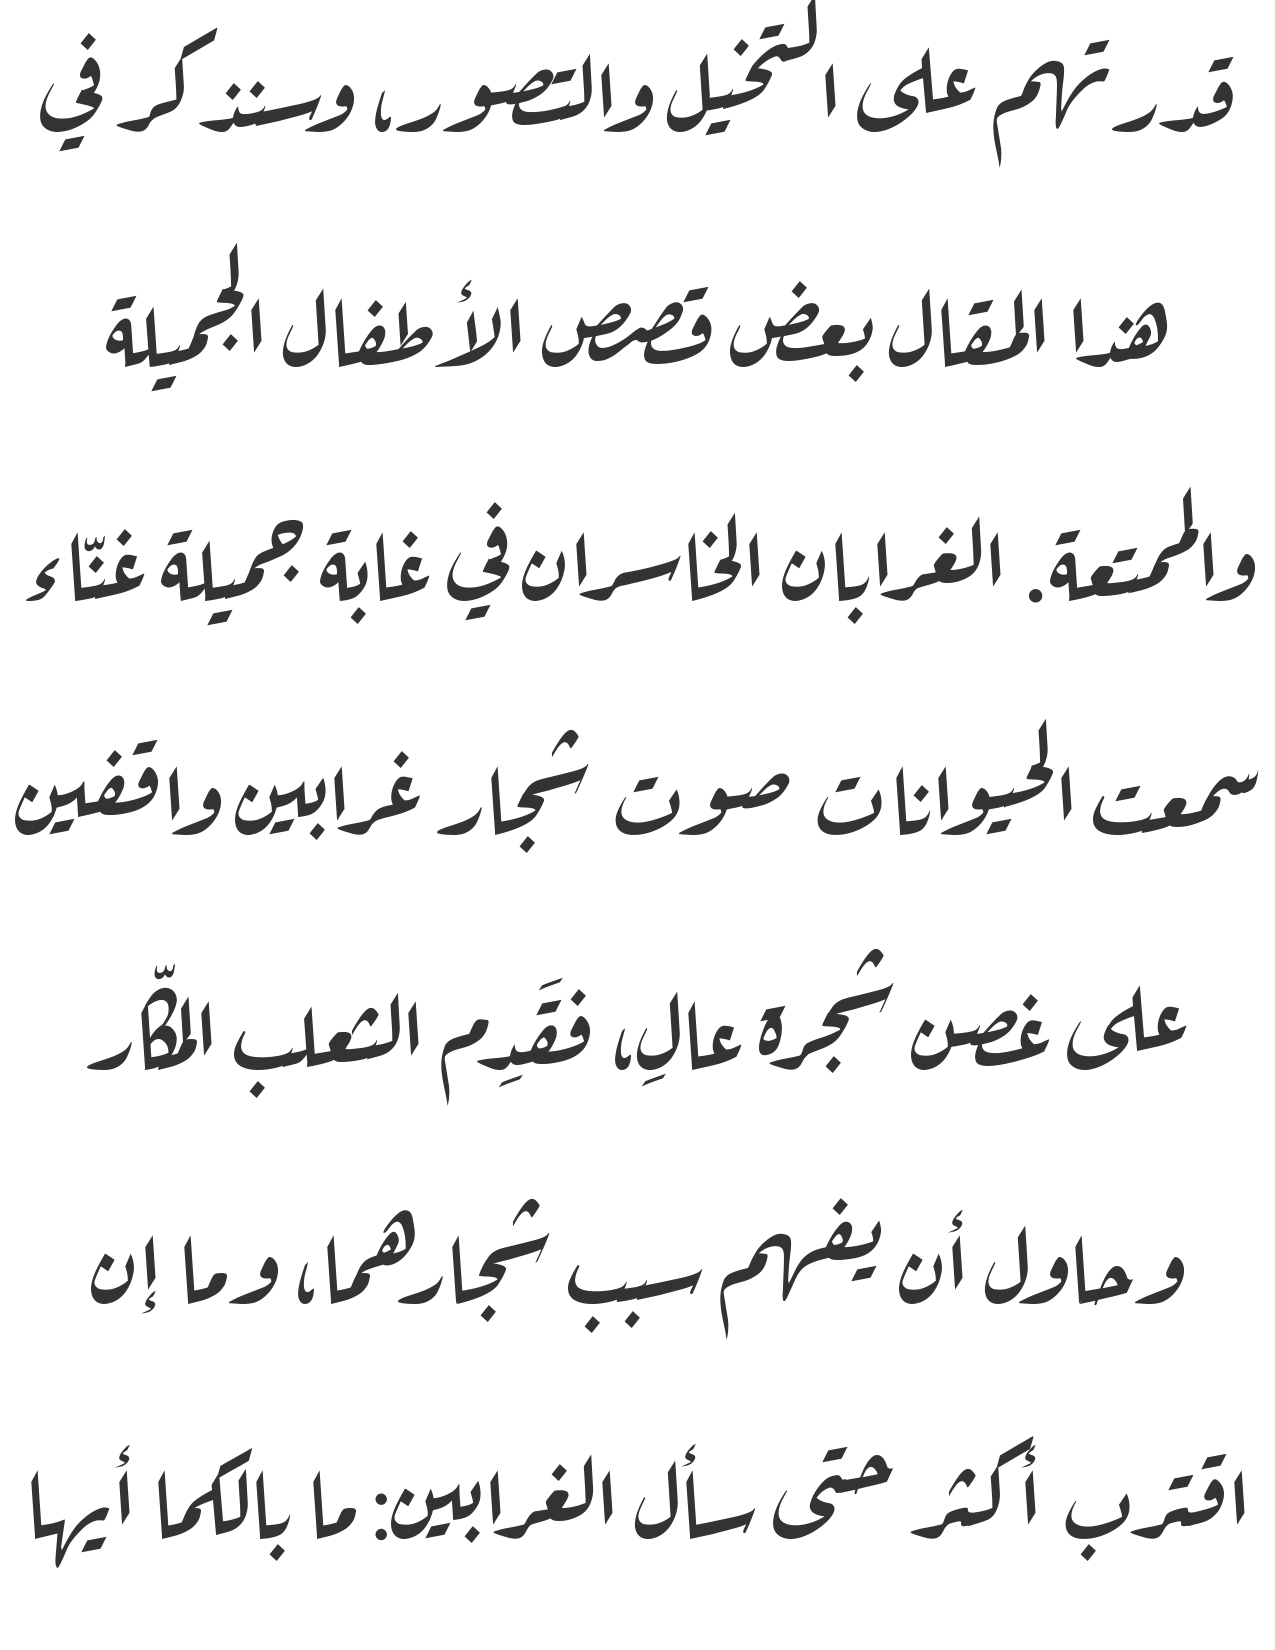 قدرتهم على التخيل والتصور، وسنذكر في
هذا المقال بعض قصص الأطفال الجميلة
والممتعة. الغرابان الخاسران في غابة جميلة غنّاء
سمعت الحيوانات صوت شجار غرابين واقفين
على غصن شجرة عالِ، فقَدِم الثعلب المكّار
وحاول أن يفهم سبب شجارهما، وما إن
اقترب أكثر حتى سأل الغرابين: ما بالكما أيها